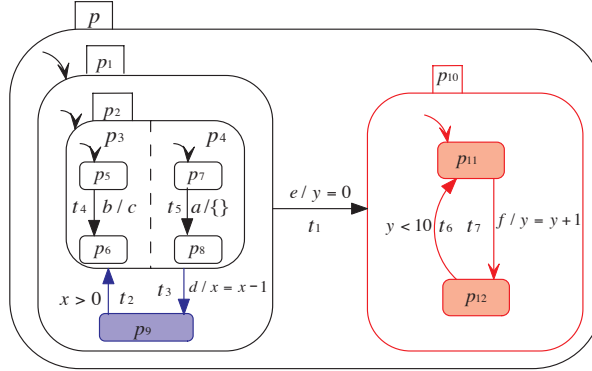 p
p1
p10
p2
p3 p4
p5 p7 p11
t4 b / c t5 a /{} e / y = 0 y < 10 t6 t7 f / y = y +1
t1
p6 p8
x > 0 t2 t3 d / x = x −1 p12
p9